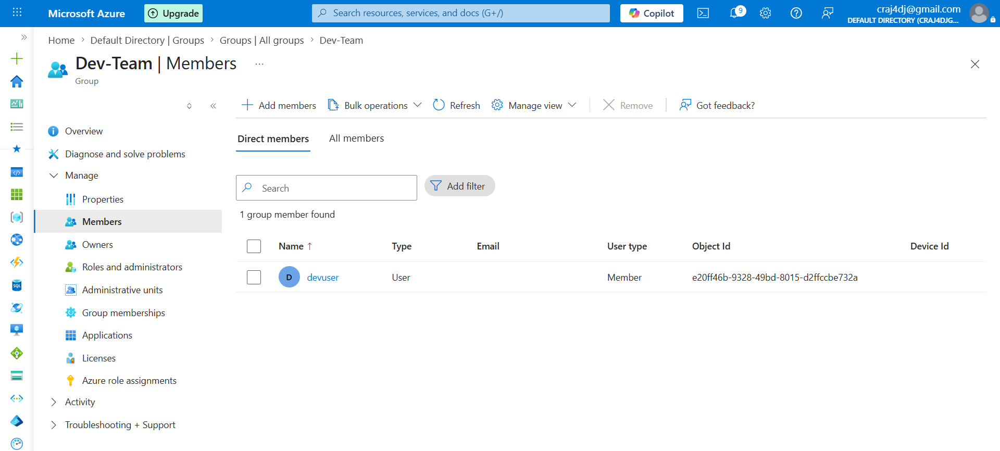 Microsoft Azure
Upgrade
Search resources, services, and docs (G+/)
Copilot
9
craj4dj@gmail.com
DEFAULT DIRECTORY (CRAJ4DJG...
Home > Default Directory | Groups > Groups | All groups > Dev-Team
Dev-Team | Members ...
Group
Add members
Bulk operations
Refresh
Manage view
Remove
Got feedback?
Overview
Diagnose and solve problems
Manage
Properties
Members
Owners
Roles and administrators
Administrative units
Group memberships
Applications
Licenses
Azure role assignments
Activity
Troubleshooting + Support
Direct members
All members
Search
Add filter
1 group member found
Name ↑ Type Email User type Object Id Device Id
D devuser User Member e20ff46b-9328-49bd-8015-d2ffccbe732a
SQL